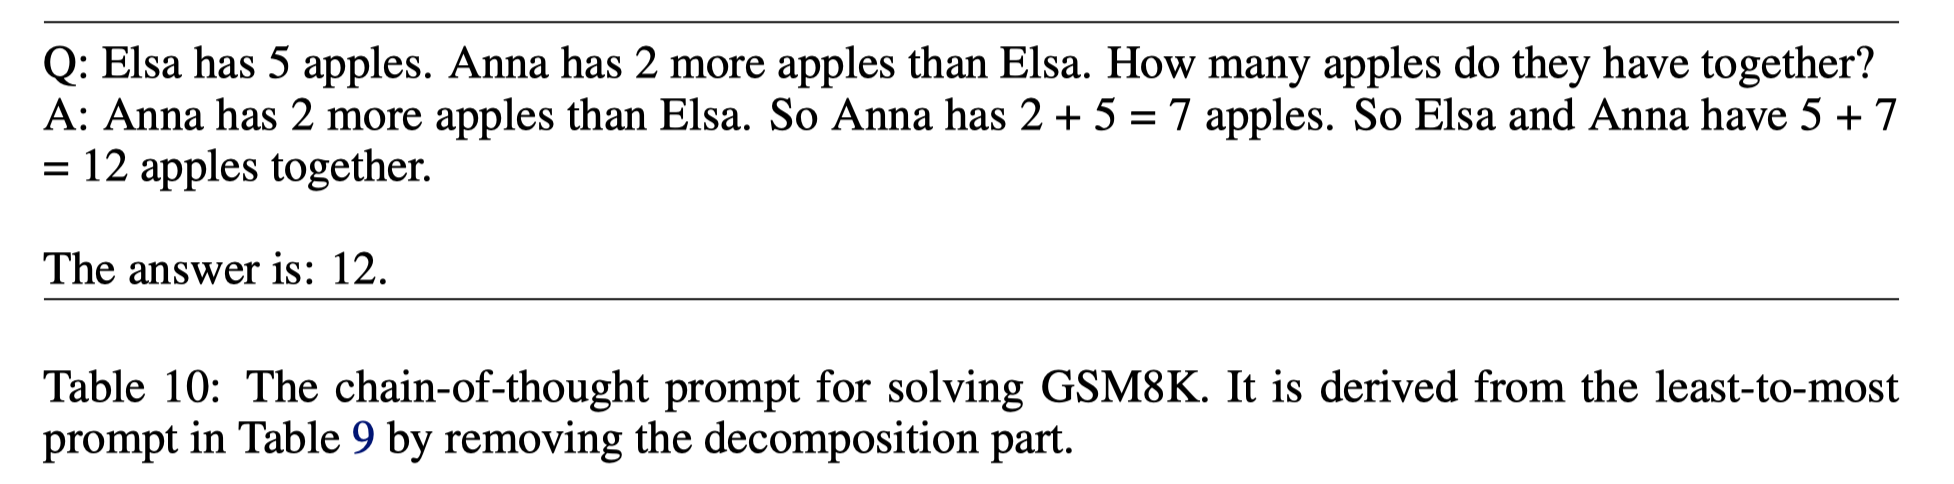 Q: Elsa has 5 apples. Anna has 2 more apples than Elsa. How many apples do they have together?
A: Anna has 2 more apples than Elsa. So Anna has 2 + 5 = 7 apples. So Elsa and Anna have 5 + 7
= 12 apples together.
The answer is: 12.
Table 10: The chain-of-thought prompt for solving GSM8K. It is derived from the least-to-most
prompt in Table 9 by removing the decomposition part.